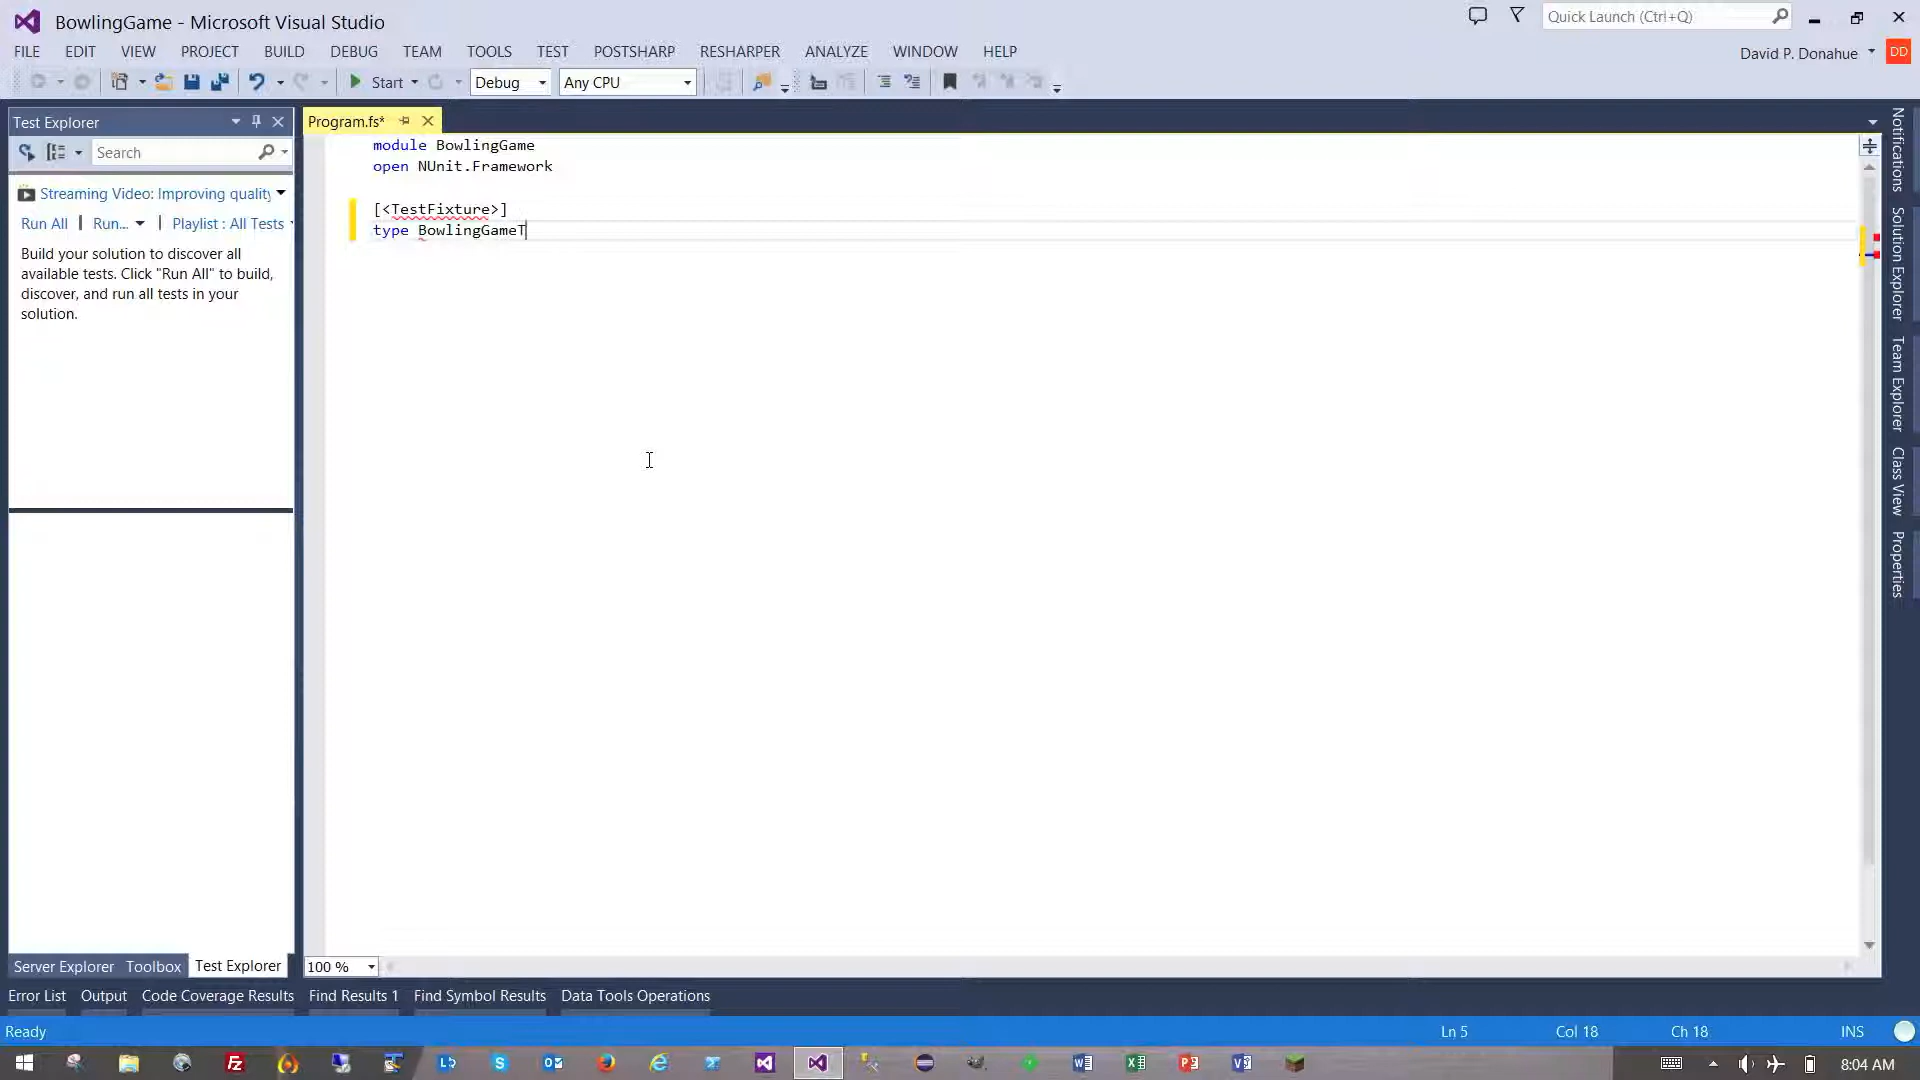 BowlingGame - Microsoft Visual Studio
Quick Launch (Ctrl+Q)
FILE EDIT VIEW PROJECT BUILD DEBUG TEAM TOOLS TEST POSTSHARP RESHARPER ANALYZE WINDOW HELP
David P. Donahue DD
Start Debug Any CPU
Test Explorer
Program.fs*
Search
Streaming Video: Improving quality
Run All | Run... | Playlist : All Tests
Build your solution to discover all
available tests. Click "Run All" to build,
discover, and run all tests in your
solution.
module BowlingGame
open NUnit.Framework
[<TestFixture>]
type BowlingGameT
Notifications
Solution Explorer
Team Explorer
Class View
Properties
Server Explorer Toolbox Test Explorer
100 %
Error List Output Code Coverage Results Find Results 1 Find Symbol Results Data Tools Operations
Ready Ln 5 Col 18 Ch 18 INS
8:04 AM